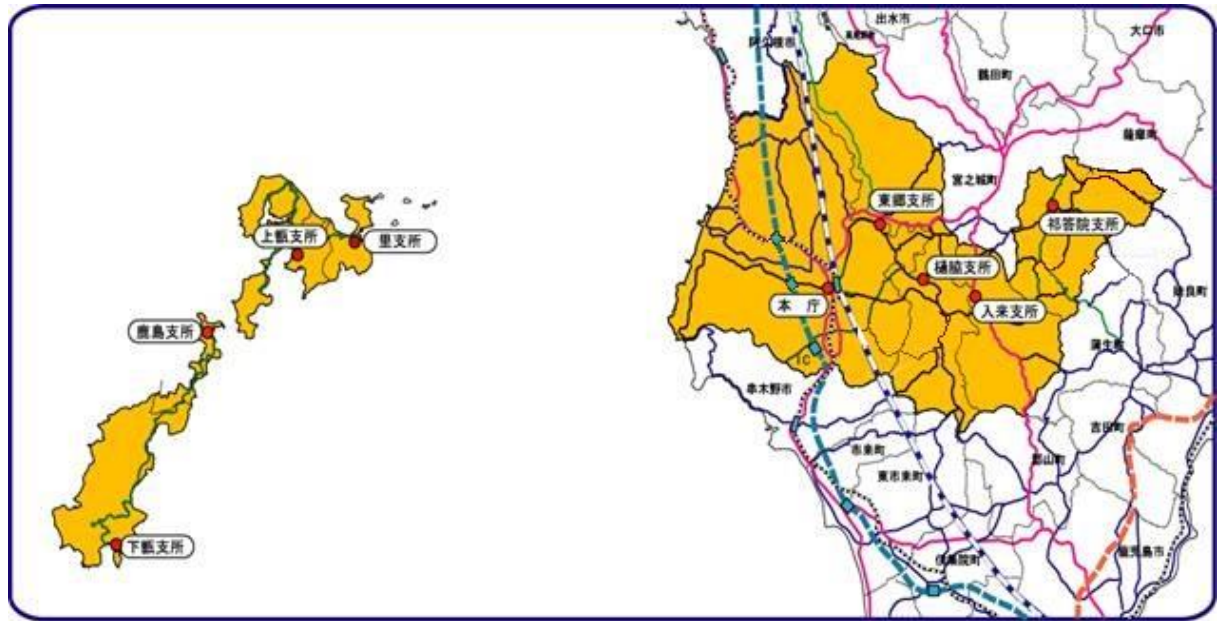 出水市
大口市
阿久根市
鶴田町
薩摩町
宮之城町
東郷支所
祁答院支所
上甑支所
里支所
樋脇支所
本庁
入来支所
姶良町
鹿島支所
IC
蒲生町
串木野市
吉田町
市来町
郡山町
東市来町
下甑支所
鹿児島市
伊集院町